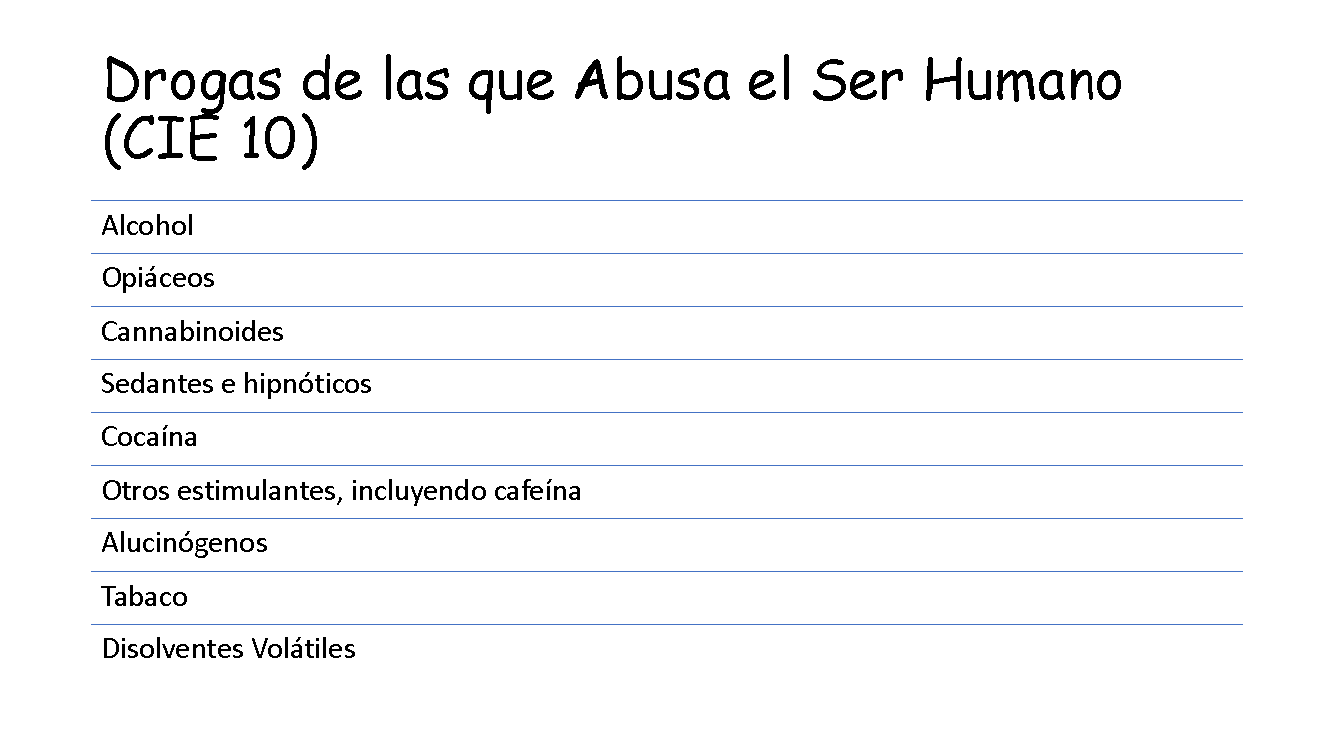 Drogas de las que Abusa el Ser Humano
(CIE 10)
Alcohol
Opiáceos
Cannabinoides
Sedantes e hipnóticos
Cocaína
Otros estimulantes, incluyendo cafeína
Alucinógenos
Tabaco
Disolventes Volátiles